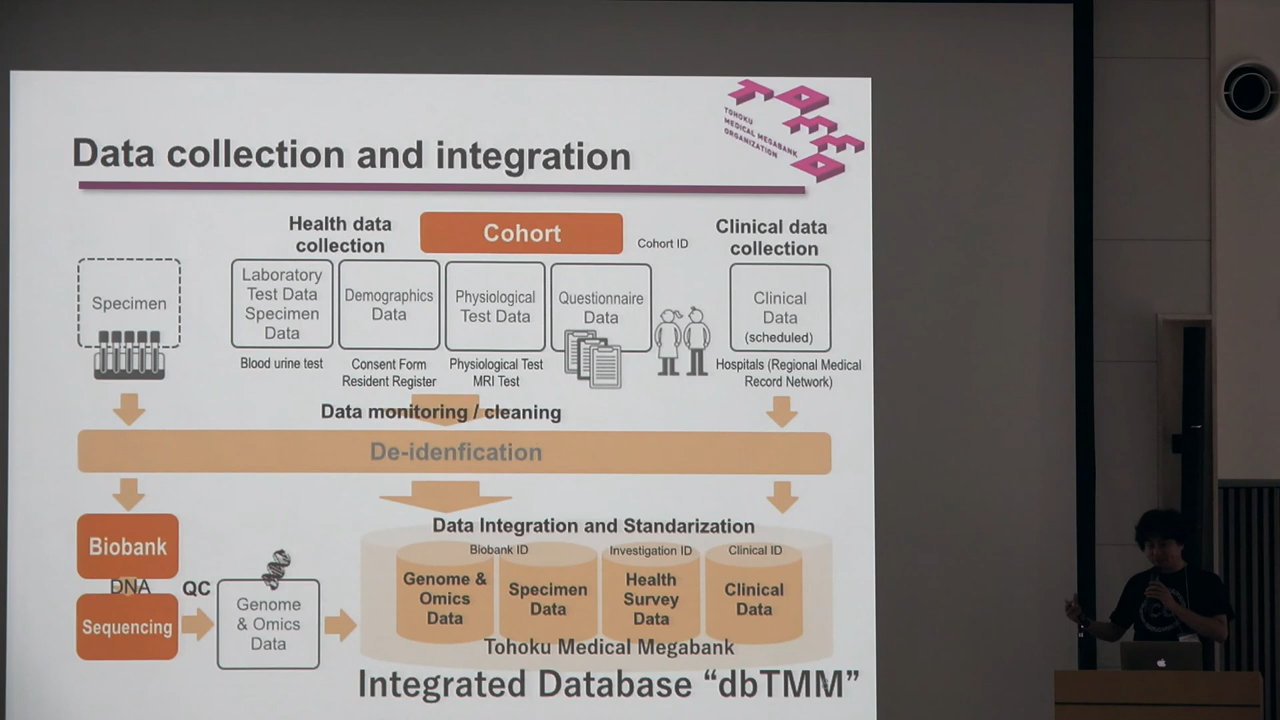 TOMMO
TOHOKU
MEDICAL MEGABANK
ORGANIZATION
Data collection and integration
Health data
collection
Cohort
Cohort ID
Clinical data
collection
Specimen
Laboratory
Test Data
Specimen
Data
Demographics
Data
Physiological
Test Data
Questionnaire
Data
Clinical
Data
(scheduled)
Blood urine test
Consent Form
Resident Register
Physiological Test
MRI Test
Hospitals (Regional Medical
Record Network)
Data monitoring / cleaning
De-idenfication
Data Integration and Standarization
Biobank
DNA
Sequencing
QC
Genome
& Omics
Data
Biobank ID
Investigation ID
Clinical ID
Genome &
Omics
Data
Specimen
Data
Health
Survey
Data
Clinical
Data
Tohoku Medical Megabank
Integrated Database “dbTMM”